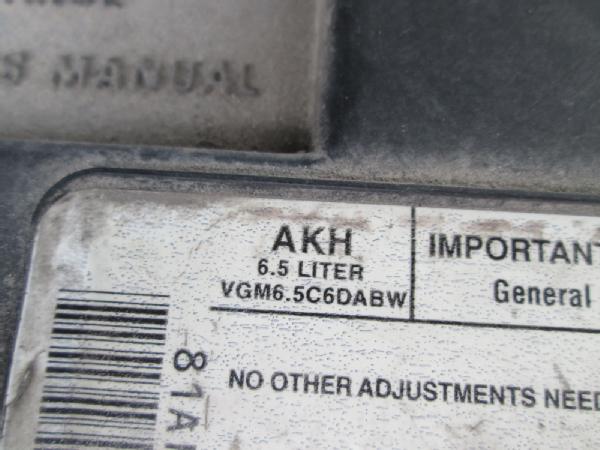 MANUAL
AKH
6.5 LITER
VGM6.5C6DABW
IMPORTANT
General
NO OTHER ADJUSTMENTS NEED
81A